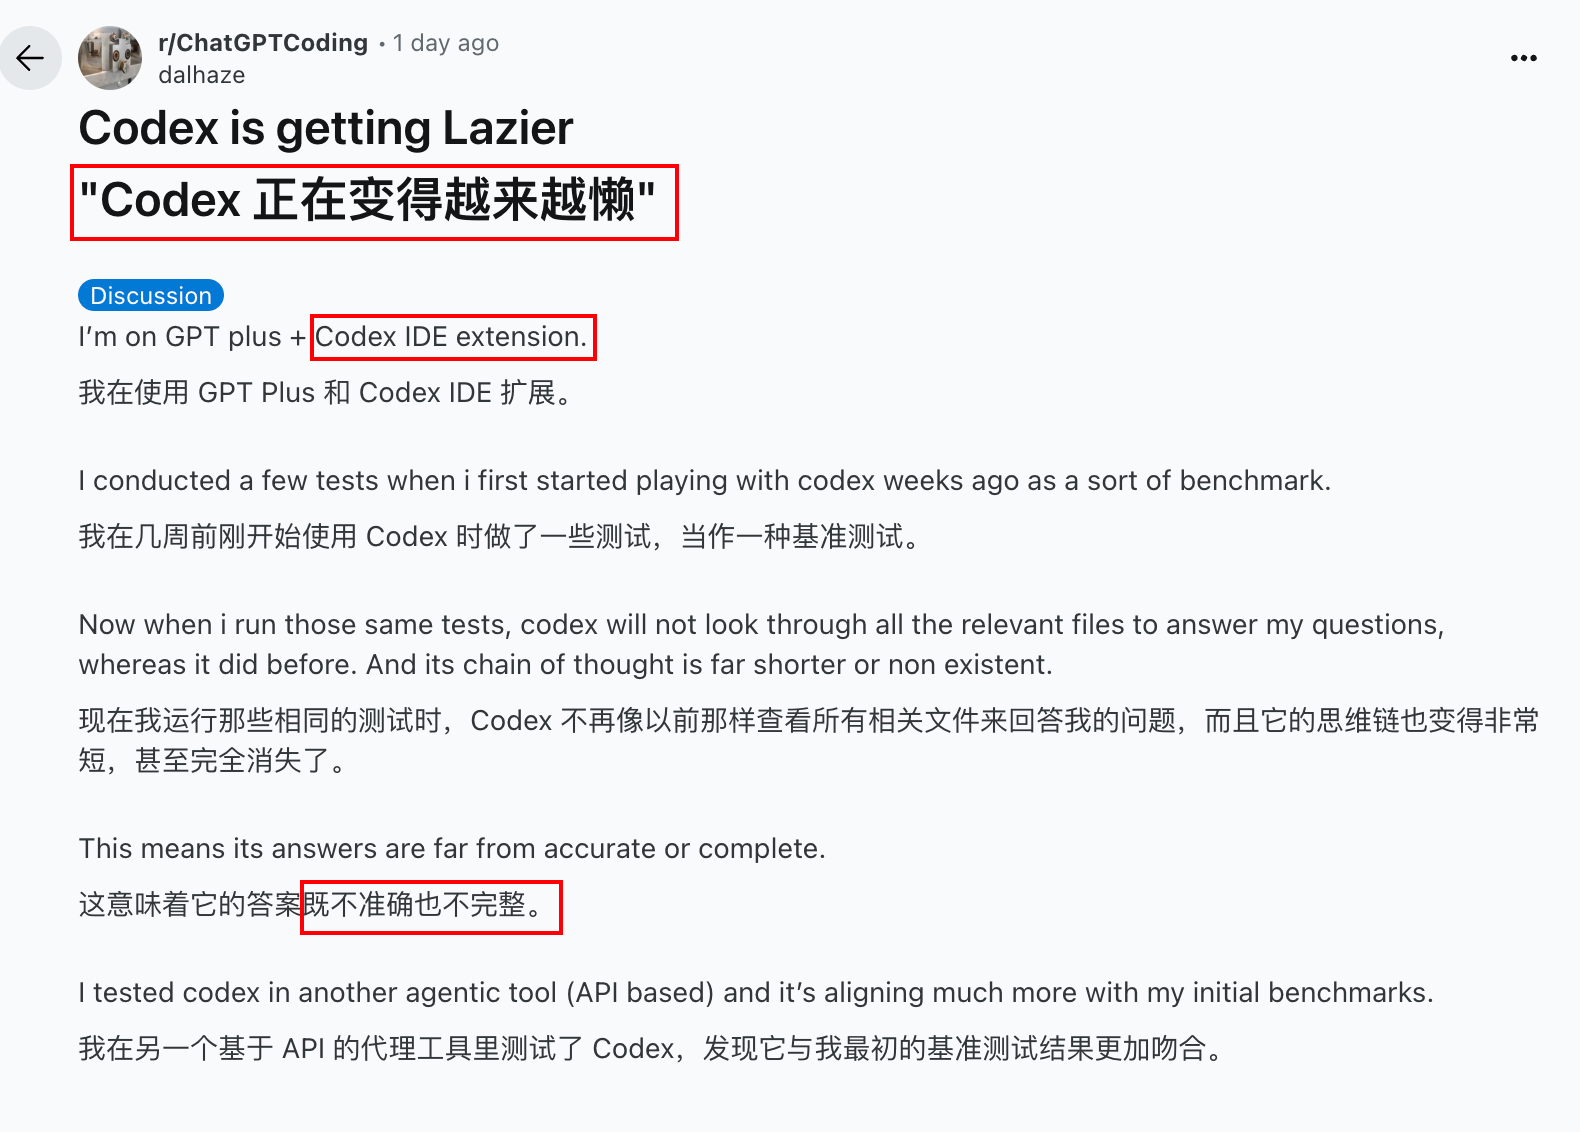 r/ChatGPTCoding • 1 day ago
dalhaze
Codex is getting Lazier
"Codex 正在变得越来越懒"
Discussion
I’m on GPT plus + Codex IDE extension.
我在使用 GPT Plus 和 Codex IDE 扩展。
I conducted a few tests when i first started playing with codex weeks ago as a sort of benchmark.
我在几周前刚开始使用 Codex 时做了一些测试，当作一种基准测试。
Now when i run those same tests, codex will not look through all the relevant files to answer my questions,
whereas it did before. And its chain of thought is far shorter or non existent.
现在我运行那些相同的测试时，Codex 不再像以前那样查看所有相关文件来回答我的问题，而且它的思维链也变得非常
短，甚至完全消失了。
This means its answers are far from accurate or complete.
这意味着它的答案既不准确也不完整。
I tested codex in another agentic tool (API based) and it’s aligning much more with my initial benchmarks.
我在另一个基于 API 的代理工具里测试了 Codex，发现它与我最初的基准测试结果更加吻合。